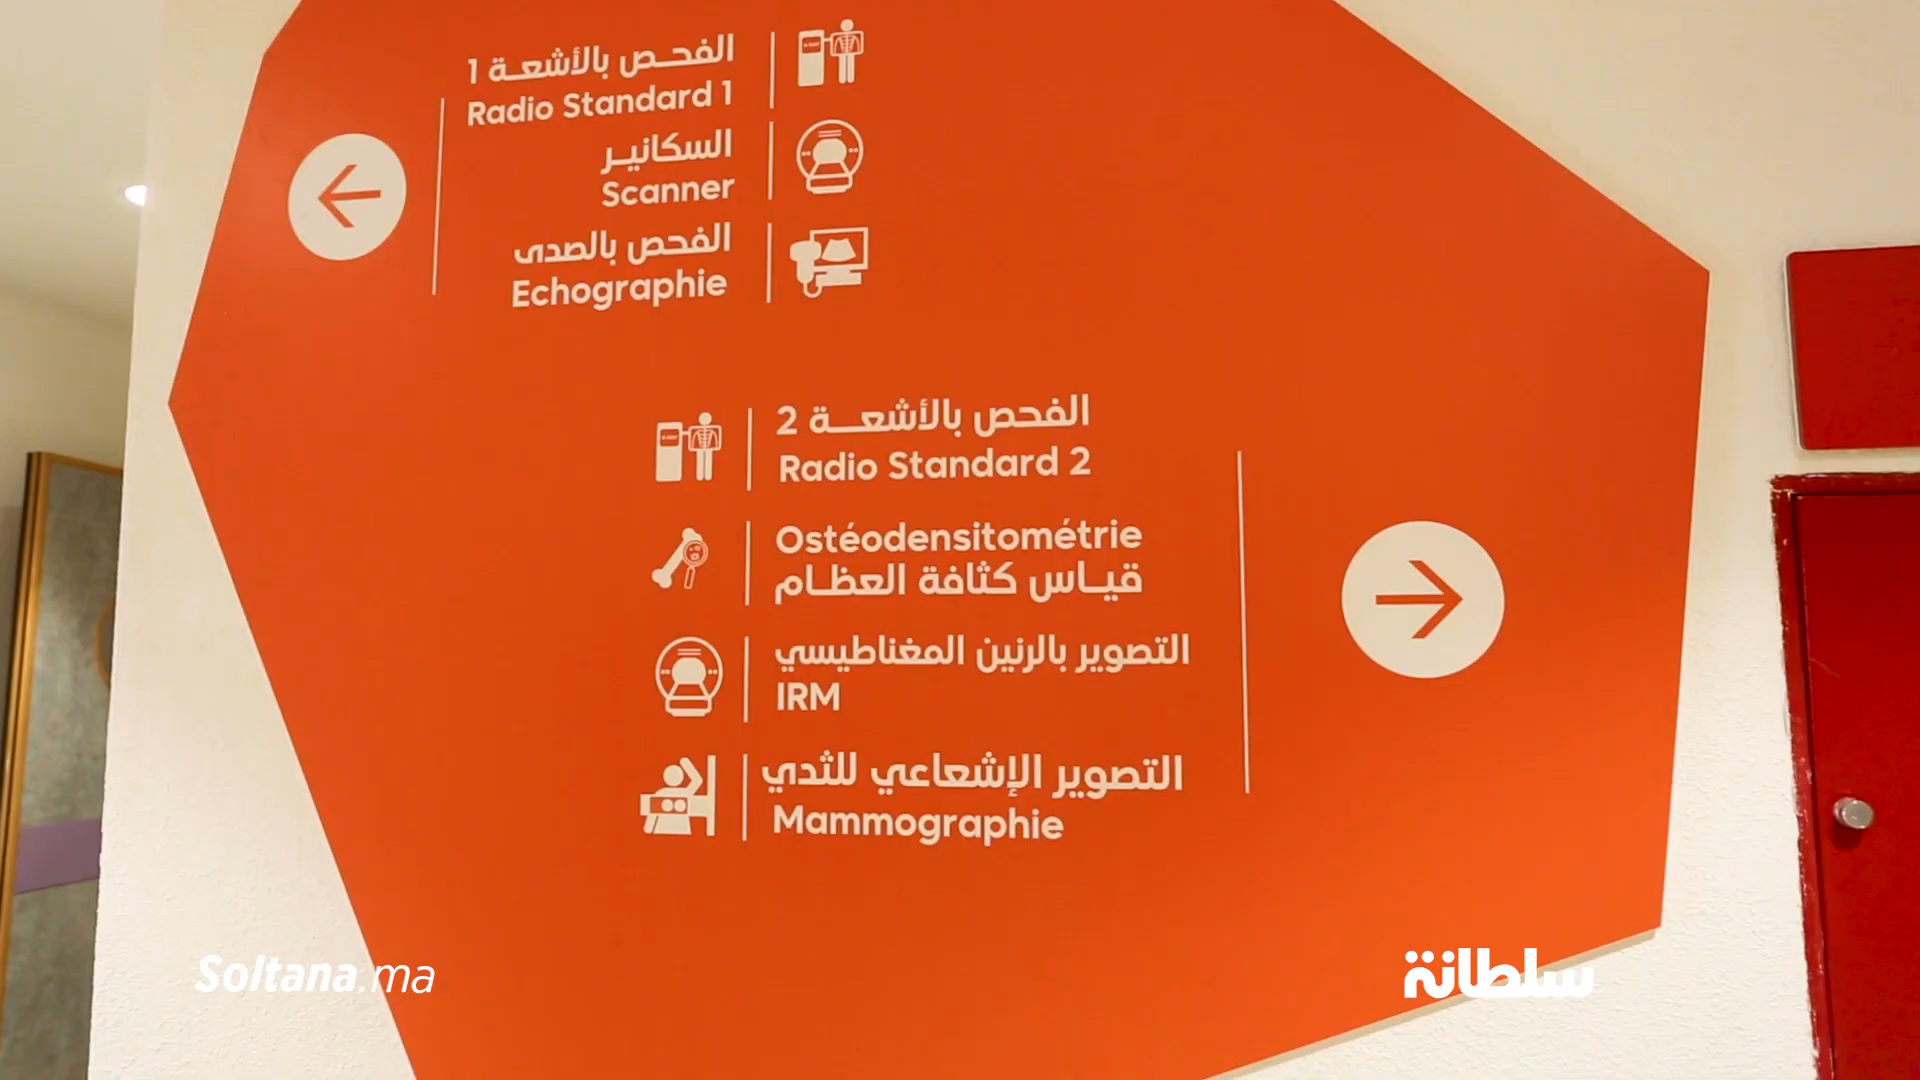 الفحص بالأشعة 1
Radio Standard 1
السكانير
Scanner
الفحص بالصدى
Echographie
الفحص بالأشعة 2
Radio Standard 2
Ostéodensitométrie
قياس كثافة العظام
التصوير بالرنين المغناطيسي
IRM
التصوير الإشعاعي للثدي
Mammographie
Soltana.ma
سلطانة